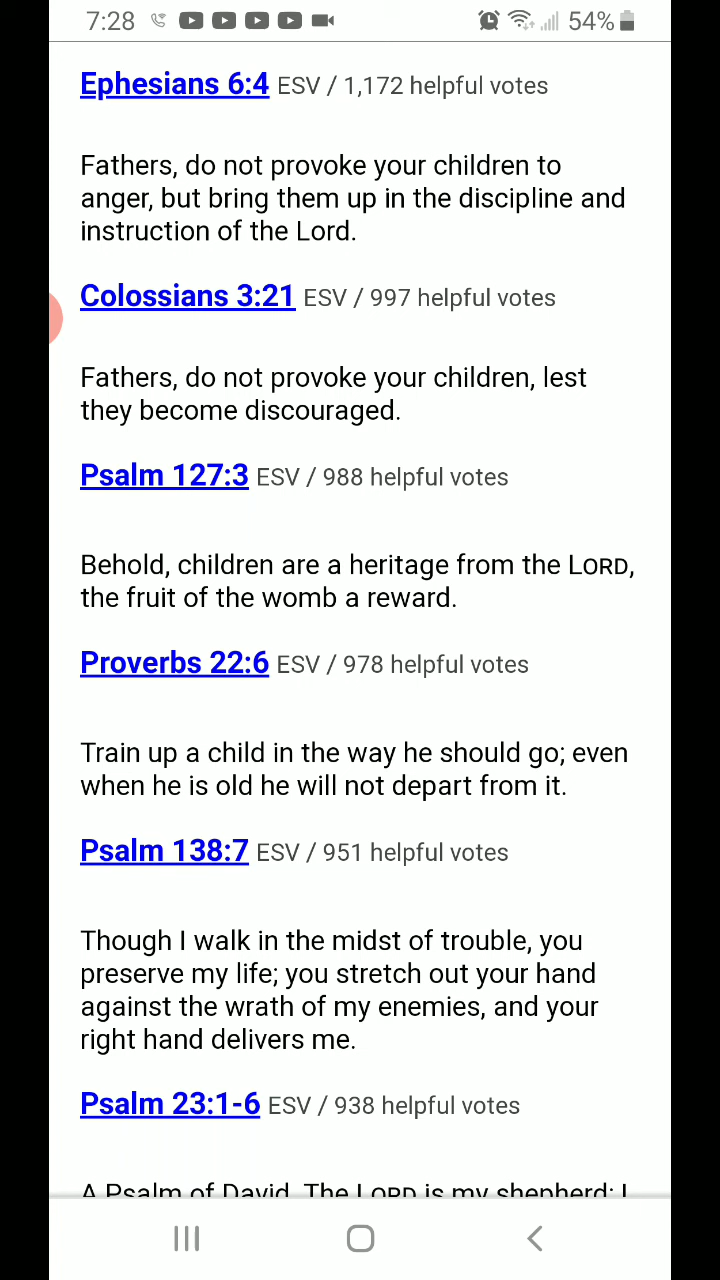 7:28 54%
Ephesians 6:4 ESV / 1,172 helpful votes
Fathers, do not provoke your children to
anger, but bring them up in the discipline and
instruction of the Lord.
Colossians 3:21 ESV / 997 helpful votes
Fathers, do not provoke your children, lest
they become discouraged.
Psalm 127:3 ESV / 988 helpful votes
Behold, children are a heritage from the LORD,
the fruit of the womb a reward.
Proverbs 22:6 ESV / 978 helpful votes
Train up a child in the way he should go; even
when he is old he will not depart from it.
Psalm 138:7 ESV / 951 helpful votes
Though I walk in the midst of trouble, you
preserve my life; you stretch out your hand
against the wrath of my enemies, and your
right hand delivers me.
Psalm 23:1-6 ESV / 938 helpful votes
A Psalm of David. The LORD is my shepherd; I